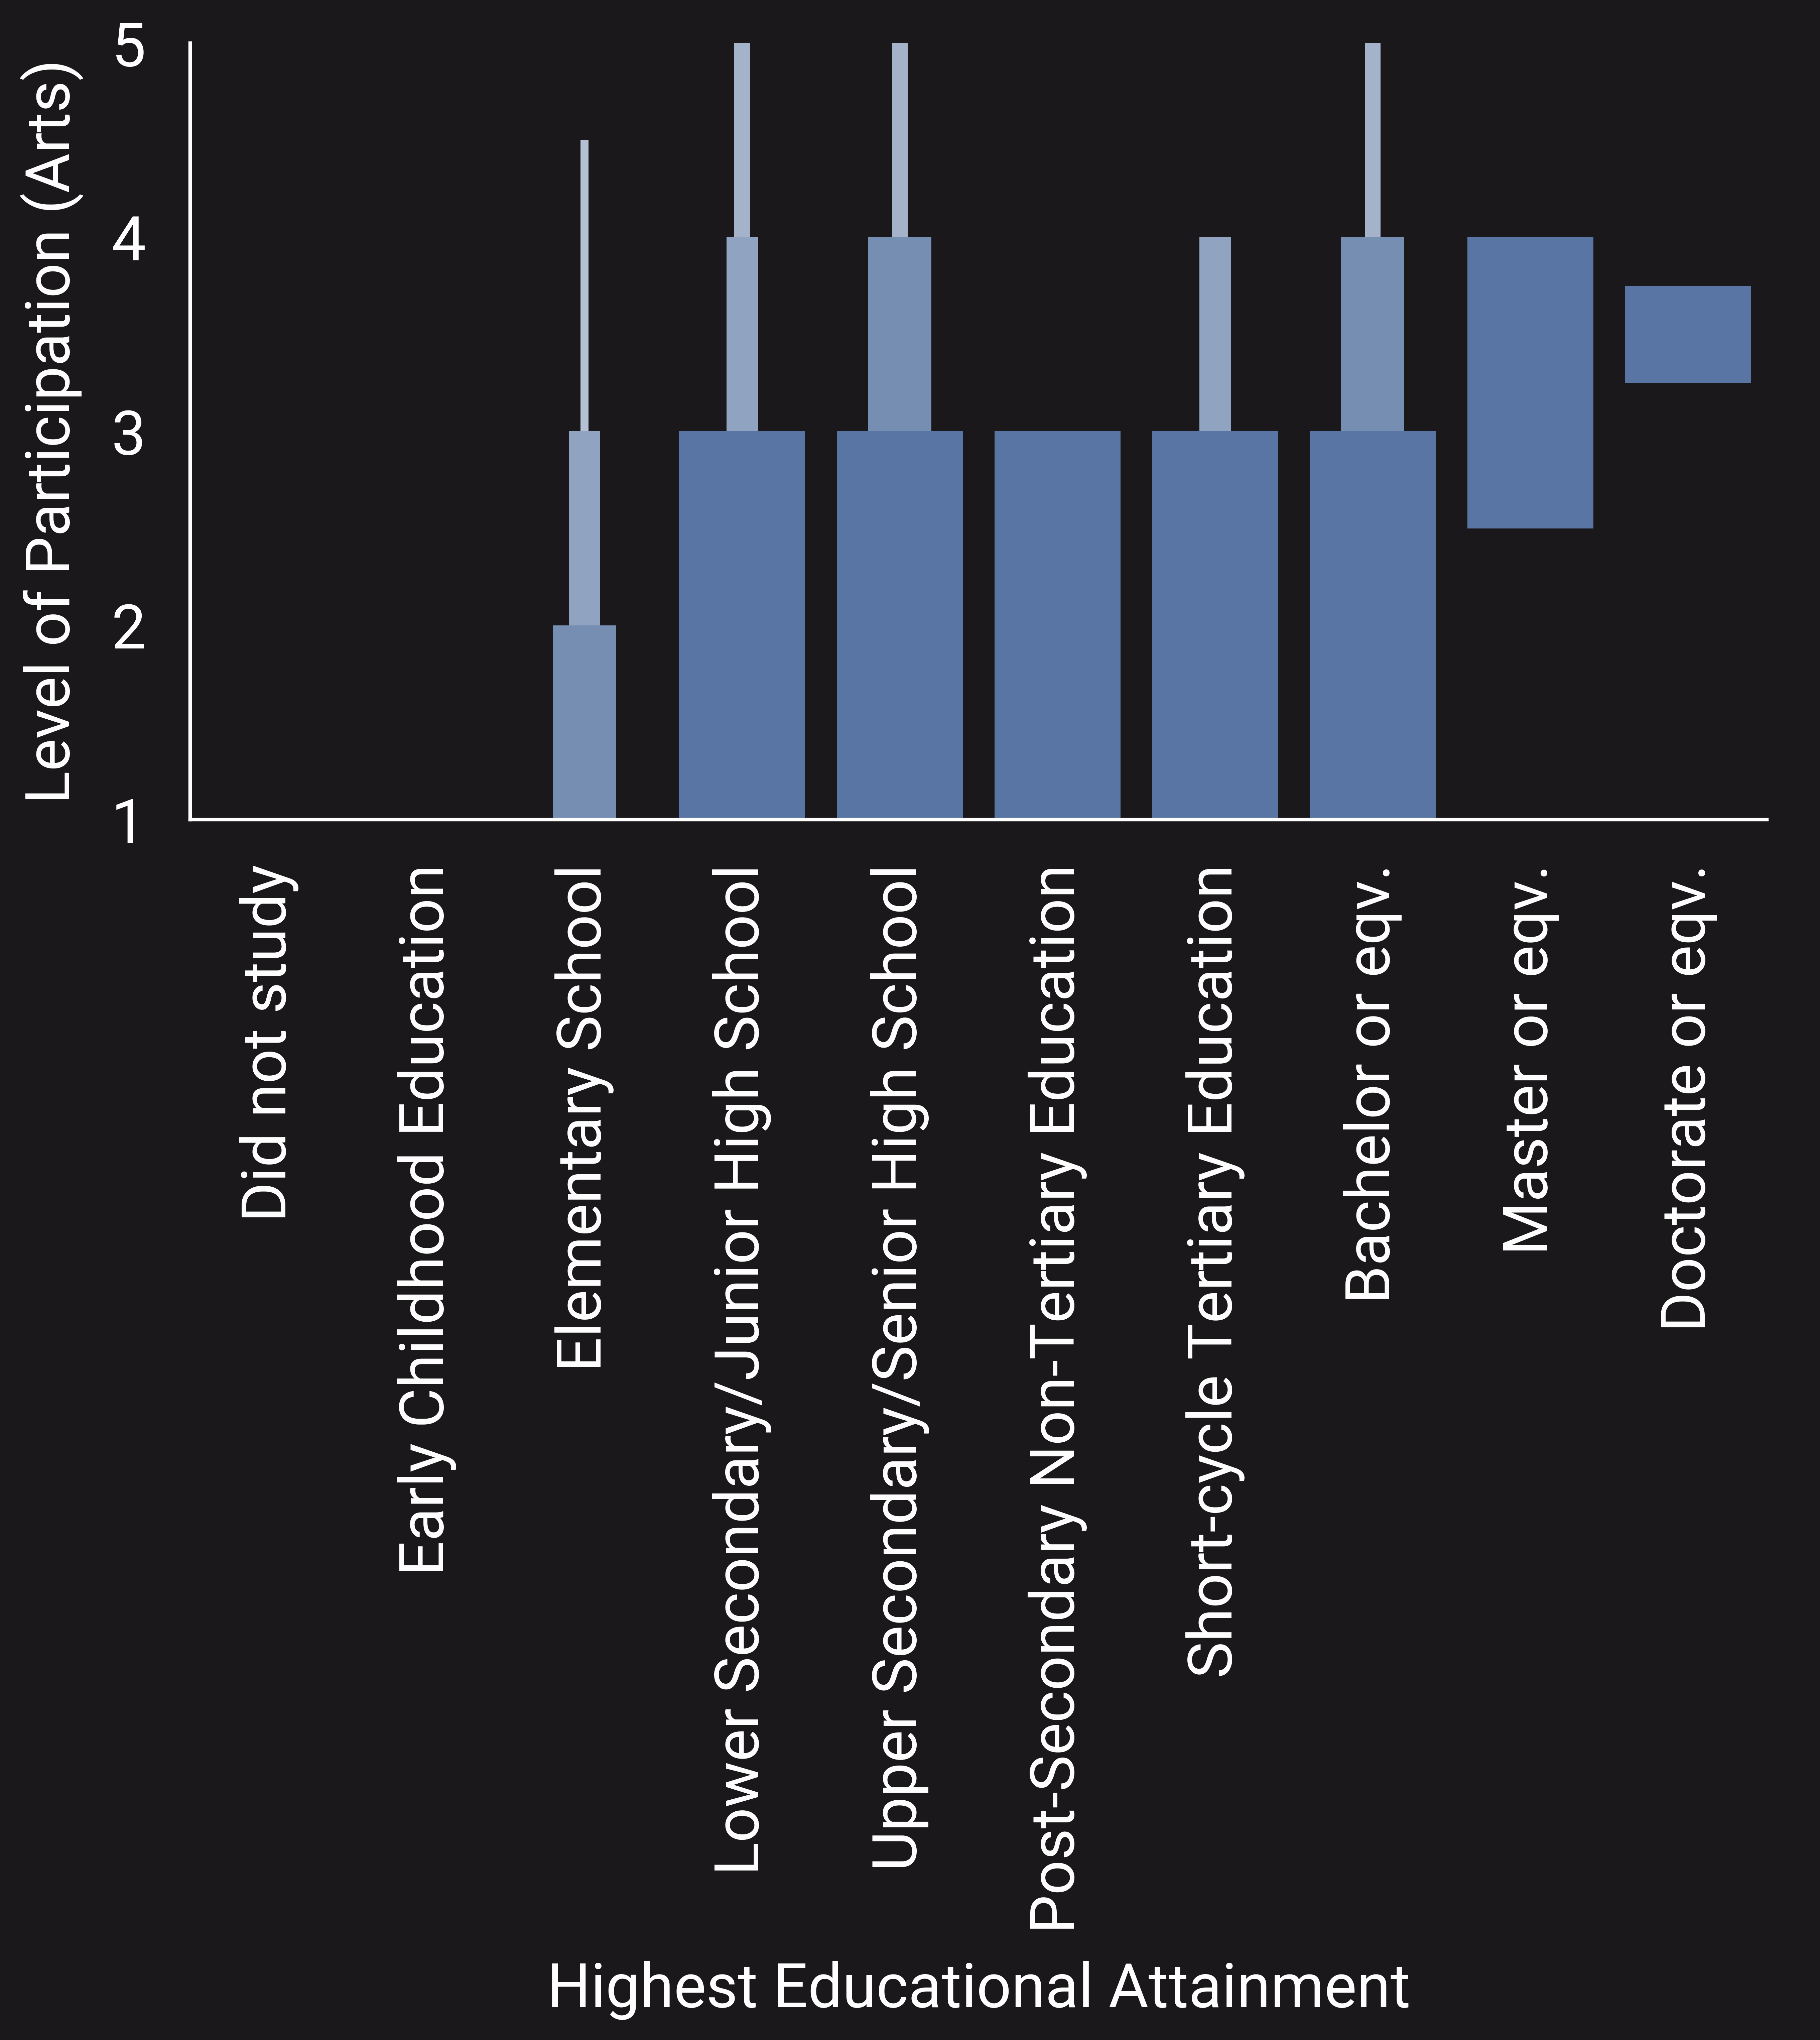 Level of Participation (Arts)
5
4
3
2
1
Did not study
Early Childhood Education
Elementary School
Lower Secondary/Junior High School
Upper Secondary/Senior High School
Post-Secondary Non-Tertiary Education
Short-cycle Tertiary Education
Bachelor or eqv.
Master or eqv.
Doctorate or eqv.
Highest Educational Attainment